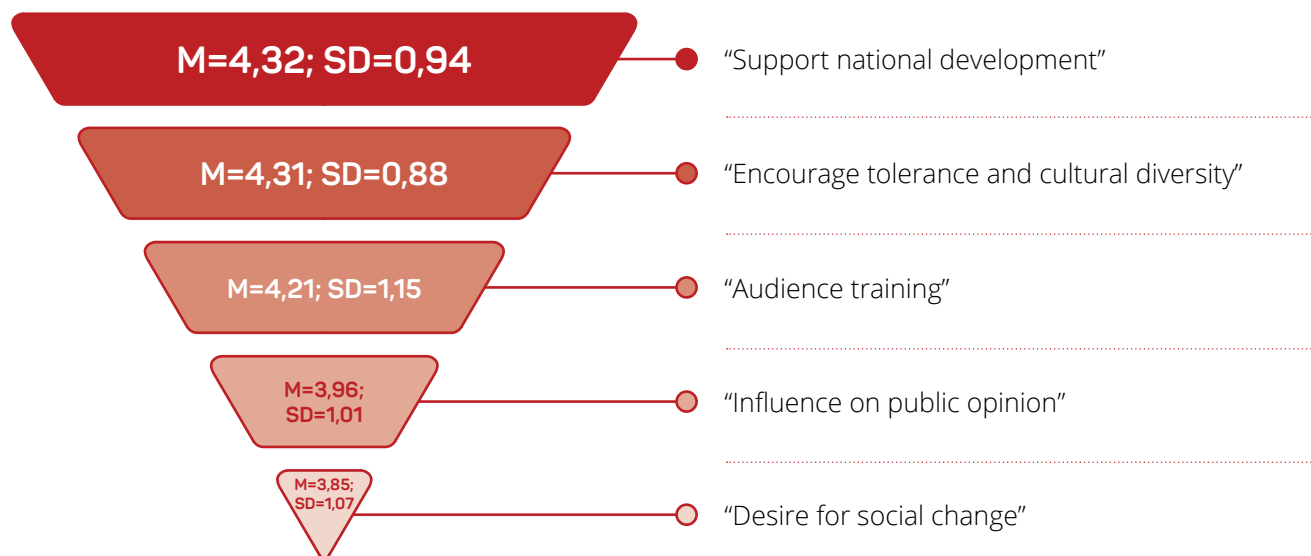 M=4,32; SD=0,94
“Support national development”
M=4,31; SD=0,88
“Encourage tolerance and cultural diversity”
M=4,21; SD=1,15
“Audience training”
M=3,96;
SD=1,01
“Influence on public opinion”
M=3,85;
SD=1,07
“Desire for social change”